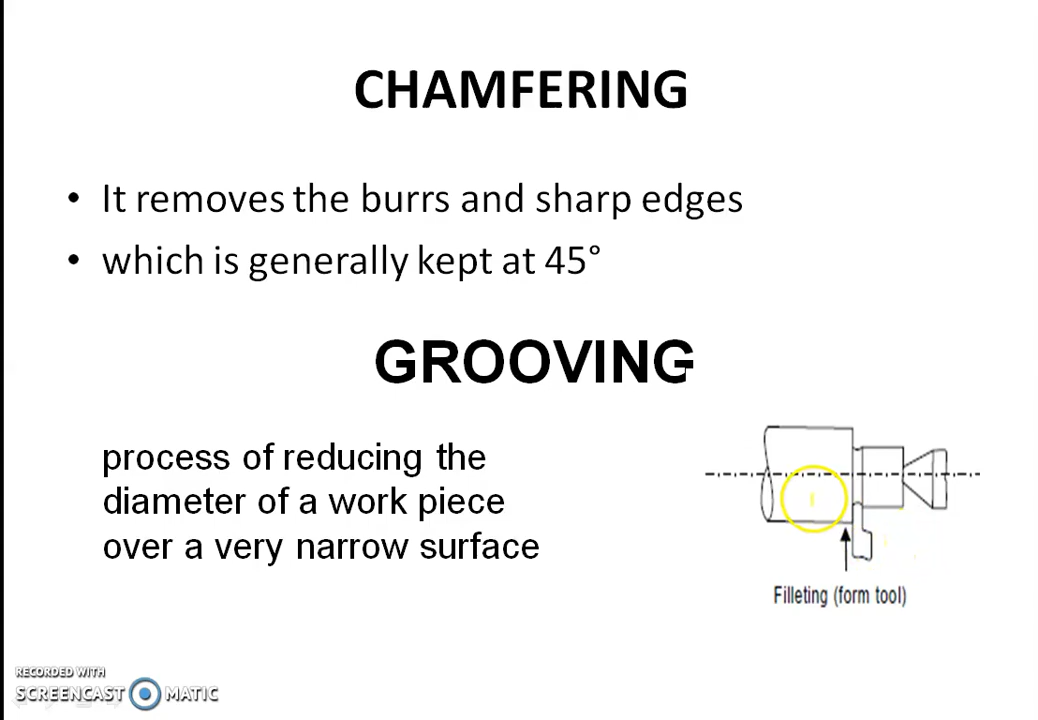 CHAMFERING
• It removes the burrs and sharp edges
• which is generally kept at 45°
GROOVING
process of reducing the
diameter of a work piece
over a very narrow surface
Filleting (form tool)
RECORDED WITH
SCREENCAST MATIC